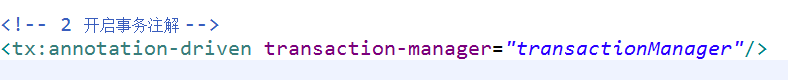 <!-- 2 开启事务注解 -->
<tx:annotation-driven transaction-manager="transactionManager"/>